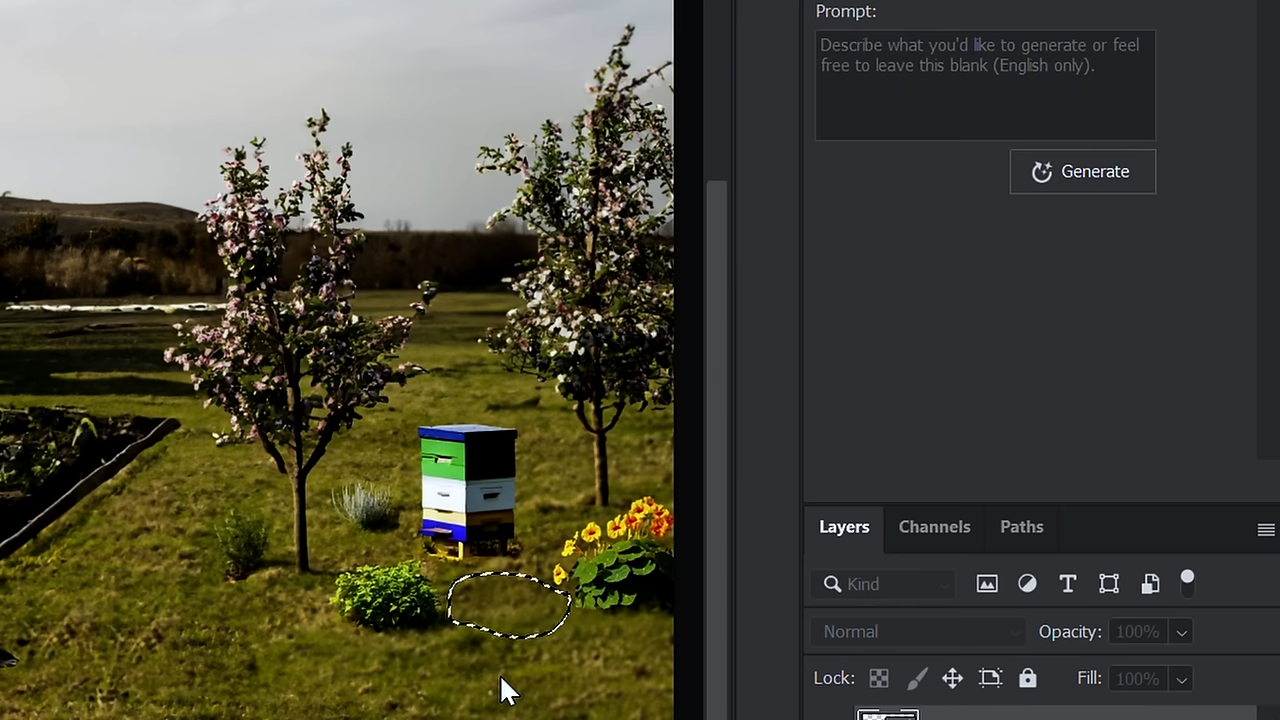 Prompt:
Describe what you'd like to generate or feel
free to leave this blank (English only).
Generate
Layers Channels Paths
Kind
Normal Opacity: 100%
Lock: Fill: 100%